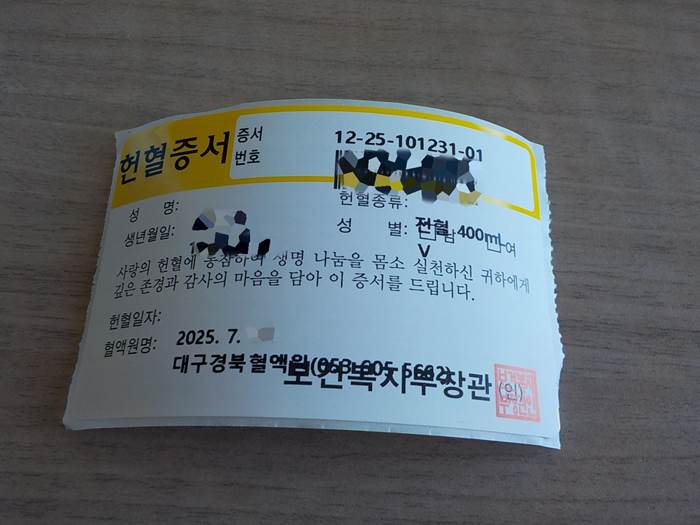 헌혈증서
증서
번호
12-25-101231-01
헌혈종류:
전혈 400ml
성 명:
성 별: 남 여
V
생년월일:
사랑의 헌혈에 동참하여 생명 나눔을 몸소 실천하신 귀하에게
깊은 존경과 감사의 마음을 담아 이 증서를 드립니다.
헌혈일자:
2025. 7.
혈액원명:
대구경북혈액원
보건복지부장관 (인)